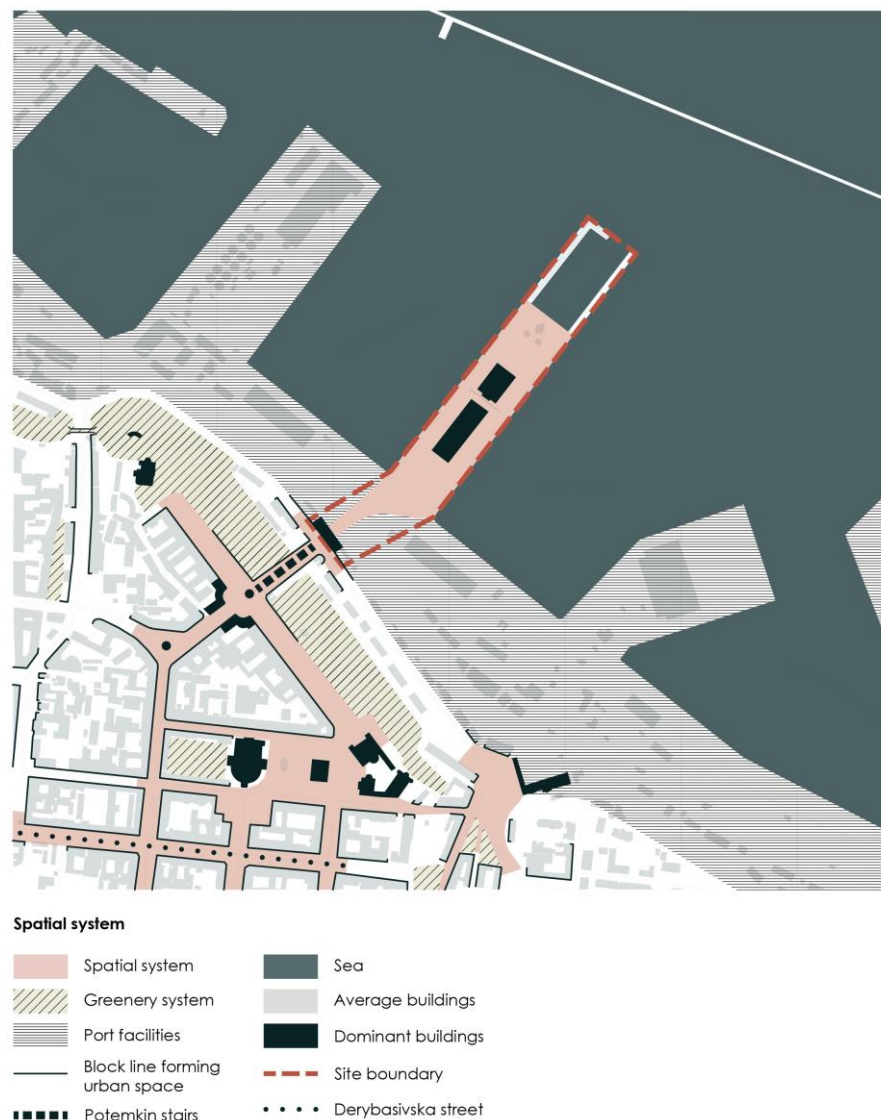 Spatial system
Spatial system
Greenery system
Port facilities
Block line forming
urban space
Potemkin stairs
Sea
Average buildings
Dominant buildings
Site boundary
Derybasivska street